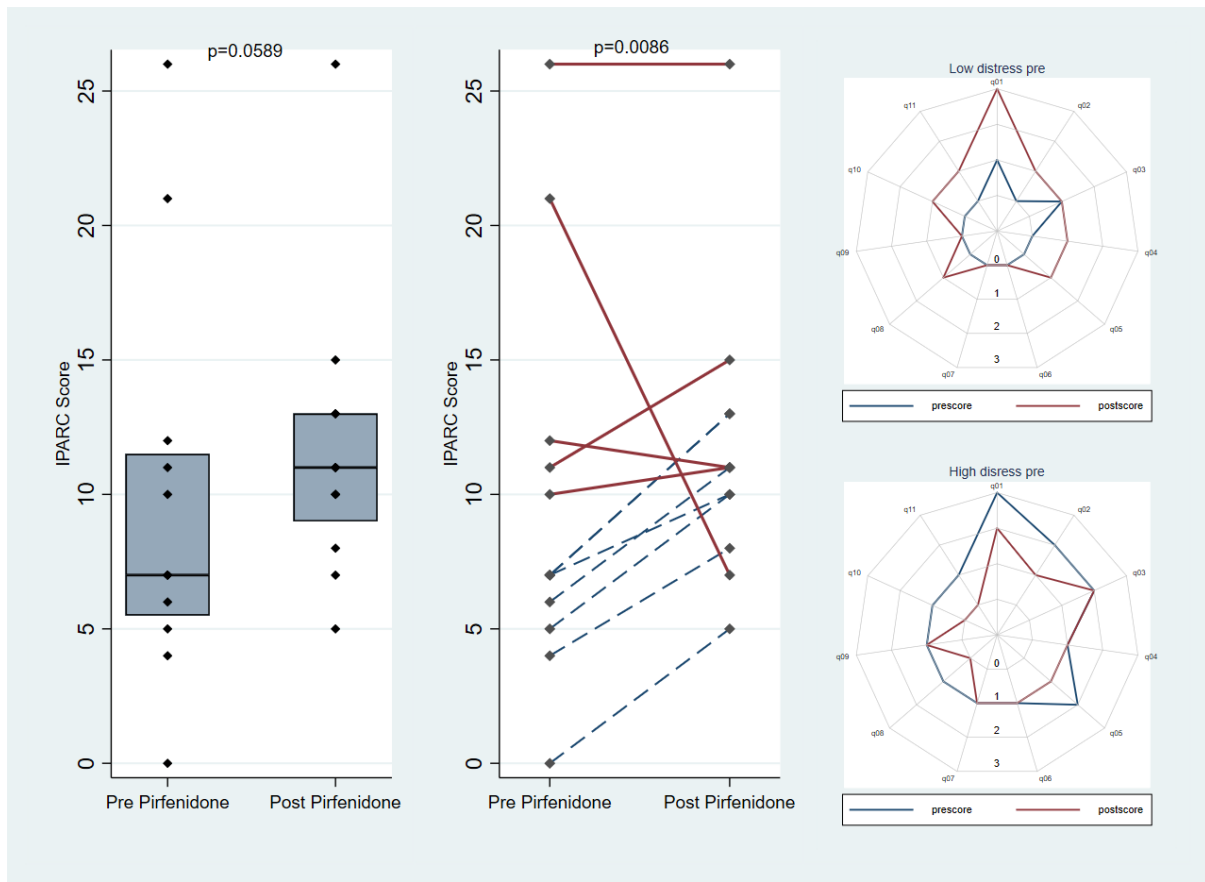 p=0.0589
IPARC Score
25
20
15
10
5
0
Pre Pirfenidone
Post Pirfenidone
p=0.0086
IPARC Score
25
20
15
10
5
0
Pre Pirfenidone
Post Pirfenidone
Low distress pre
q01
q11
q02
q10
q03
q09
q04
q08
q05
q07
q06
0
1
2
3
prescore
postscore
High disress pre
q01
q11
q02
q10
q03
q09
q04
q08
q05
q07
q06
0
1
2
3
prescore
postscore